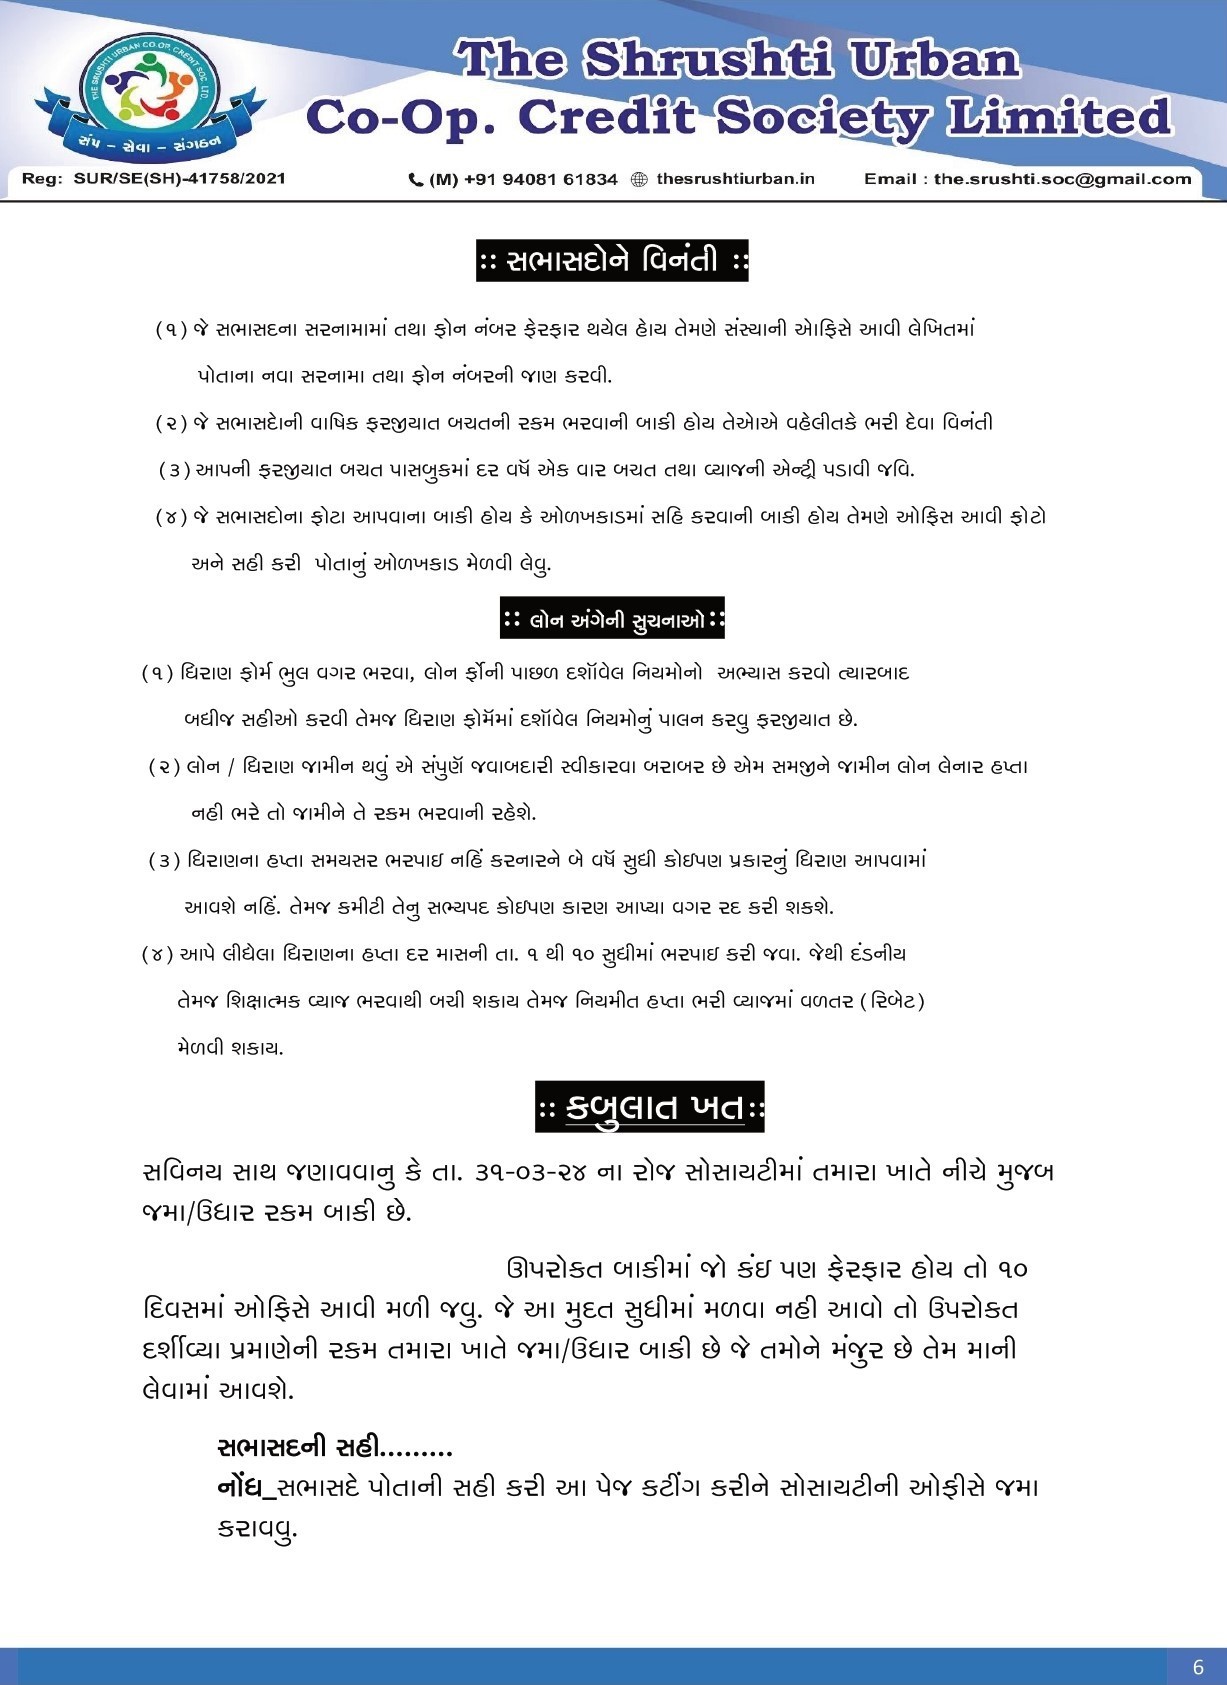 THE SRUSHTI URBAN CO.OP. CREDIT SOC. LTD.
સંપ - સેવા - સંગઠન
The Shrushti Urban
Co-Op. Credit Society Limited
Reg: SUR/SE(SH)-41758/2021 (M) +91 94081 61834 thesrushtiurban.in Email : the.srushti.soc@gmail.com
:: સભાસદોને વિનંતી ::
(૧) જે સભાસદના સરનામામાં તથા ફોન નંબર ફેરફાર થયેલ હોય તેમણે સંસ્થાની ઓફિસે આવી લેખિતમાં
પોતાના નવા સરનામા તથા ફોન નંબરની જાણ કરવી.
(૨) જે સભાસદોની વાષિક ફરજીયાત બચતની રકમ ભરવાની બાકી હોય તેઓએ વહેલીતકે ભરી દેવા વિનંતી
(૩) આપની ફરજીયાત બચત પાસબુકમાં દર વર્ષૅ એક વાર બચત તથા વ્યાજની એન્ટ્રી પડાવી જવિ.
(૪) જે સભાસદોના ફોટા આપવાના બાકી હોય કે ઓળખકાડમાં સહિ કરવાની બાકી હોય તેમણે ઓફિસ આવી ફોટો
અને સહી કરી પોતાનું ઓળખકાડ મેળવી લેવુ.
:: લોન અંગેની સુચનાઓ ::
(૧) ધિરાણ ફોર્મ ભુલ વગર ભરવા, લોન ર્ફોની પાછળ દશૉવેલ નિયમોનો અભ્યાસ કરવો ત્યારબાદ
બધીજ સહીઓ કરવી તેમજ ધિરાણ ફોમૅમાં દશૉવેલ નિયમોનું પાલન કરવુ ફરજીયાત છે.
(૨) લોન / ધિરાણ જામીન થવું એ સંપુણૅ જવાબદારી સ્વીકારવા બરાબર છે એમ સમજીને જામીન લોન લેનાર હપ્તા
નહી ભરે તો જામીને તે રકમ ભરવાની રહેશે.
(૩) ધિરાણના હપ્તા સમયસર ભરપાઇ નહિં કરનારને બે વષૅ સુધી કોઇપણ પ્રકારનું ધિરાણ આપવામાં
આવશે નહિં. તેમજ કમીટી તેનુ સભ્યપદ કોઇપણ કારણ આપ્યા વગર રદ કરી શકશે.
(૪) આપે લીધેલા ધિરાણના હપ્તા દર માસની તા. ૧ થી ૧૦ સુધીમાં ભરપાઇ કરી જવા. જેથી દંડનીય
તેમજ શિક્ષાત્મક વ્યાજ ભરવાથી બચી શકાય તેમજ નિયમીત હપ્તા ભરી વ્યાજમાં વળતર (રિબેટ)
મેળવી શકાય.
:: કબુલાત ખત ::
સવિનય સાથ જણાવવાનુ કે તા. ૩૧-૦૩-૨૪ ના રોજ સોસાયટીમાં તમારા ખાતે નીચે મુજબ
જમા/ઉધાર રકમ બાકી છે.
ઊપરોકત બાકીમાં જો કંઇ પણ ફેરફાર હોય તો ૧૦
દિવસમાં ઓફિસે આવી મળી જવુ. જે આ મુદત સુધીમાં મળવા નહી આવો તો ઉપરોકત
દર્શાવ્યા પ્રમાણેની રકમ તમારા ખાતે જમા/ઉધાર બાકી છે જે તમોને મંજુર છે તેમ માની
લેવામાં આવશે.
સભાસદની સહી.........
નોંધ_સભાસદે પોતાની સહી કરી આ પેજ કટીંગ કરીને સોસાયટીની ઓફીસે જમા
કરાવવુ.
6